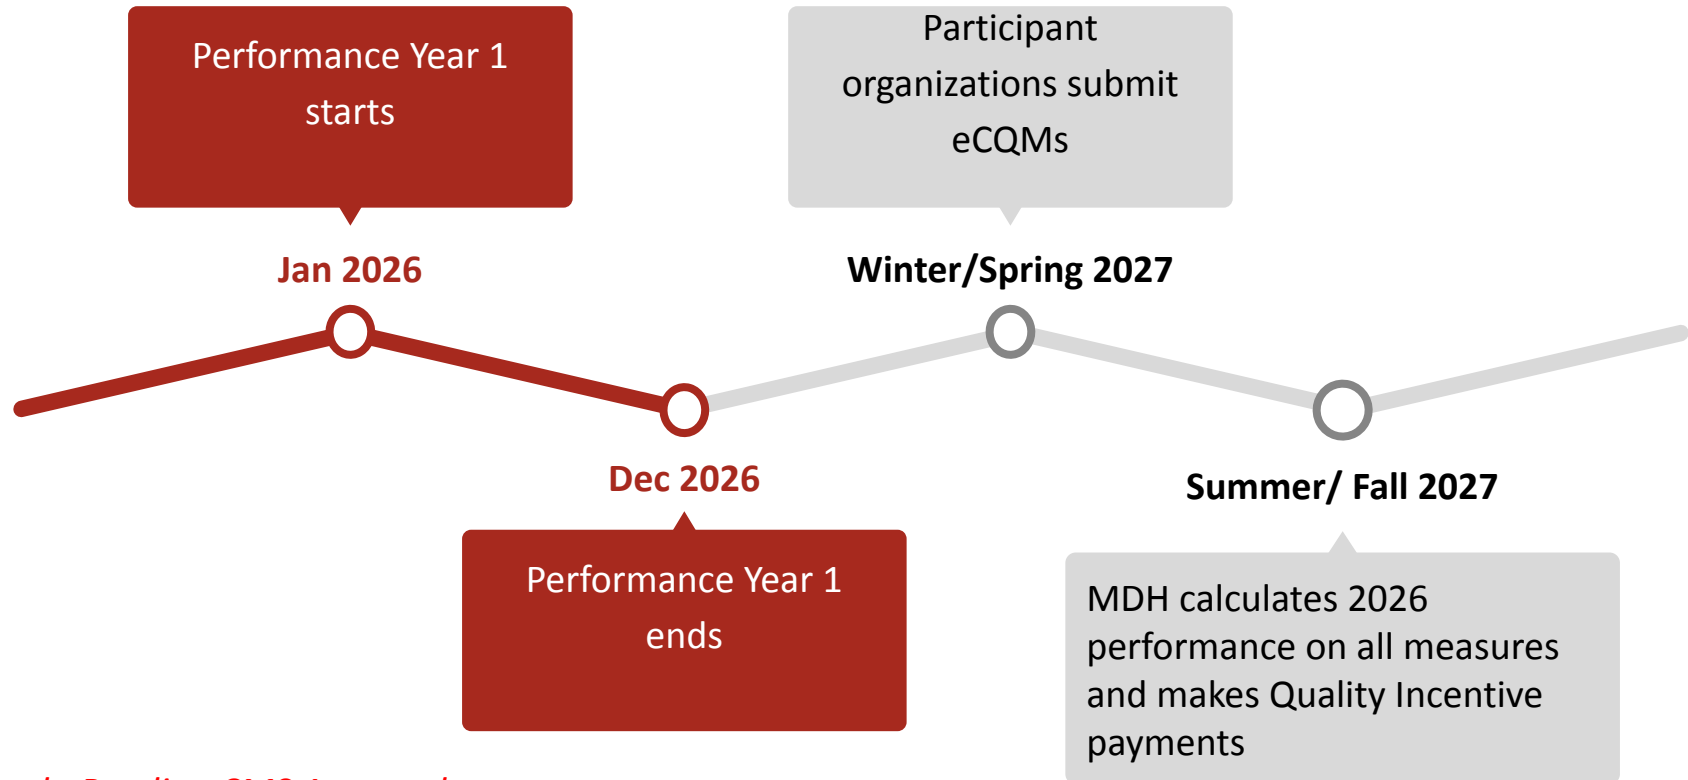 Performance Year 1
starts
Participant
organizations submit
eCQMs
Jan 2026
Winter/Spring 2027
Dec 2026
Summer/ Fall 2027
Performance Year 1
ends
MDH calculates 2026
performance on all measures
and makes Quality Incentive
payments